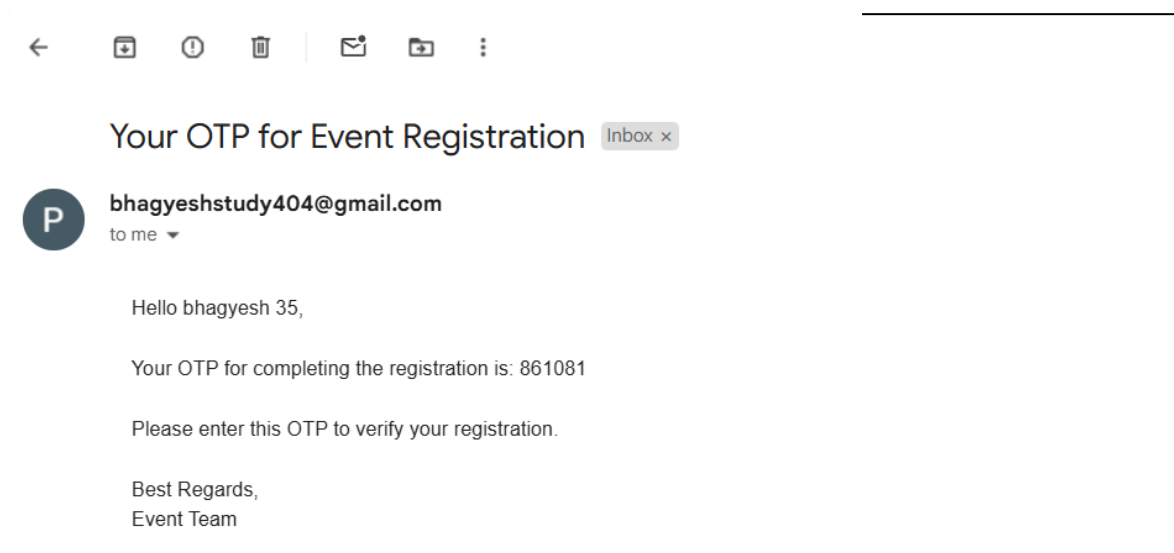 Your OTP for Event Registration Inbox ×
P
bhagyeshstudy404@gmail.com
to me
Hello bhagyesh 35,
Your OTP for completing the registration is: 861081
Please enter this OTP to verify your registration.
Best Regards,
Event Team